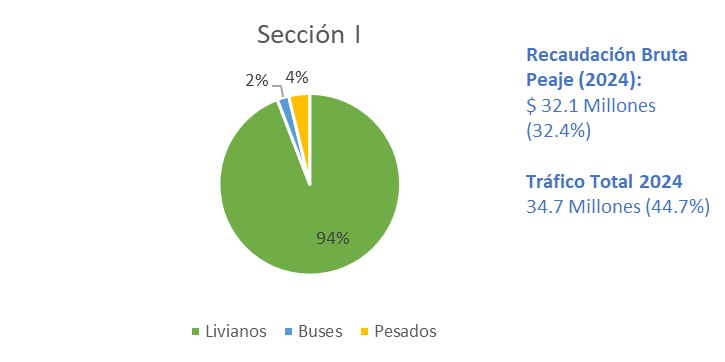 Sección I
2%
4%
94%
Livianos
Buses
Pesados
Recaudación Bruta
Peaje (2024):
$ 32.1 Millones
(32.4%)
Tráfico Total 2024
34.7 Millones (44.7%)